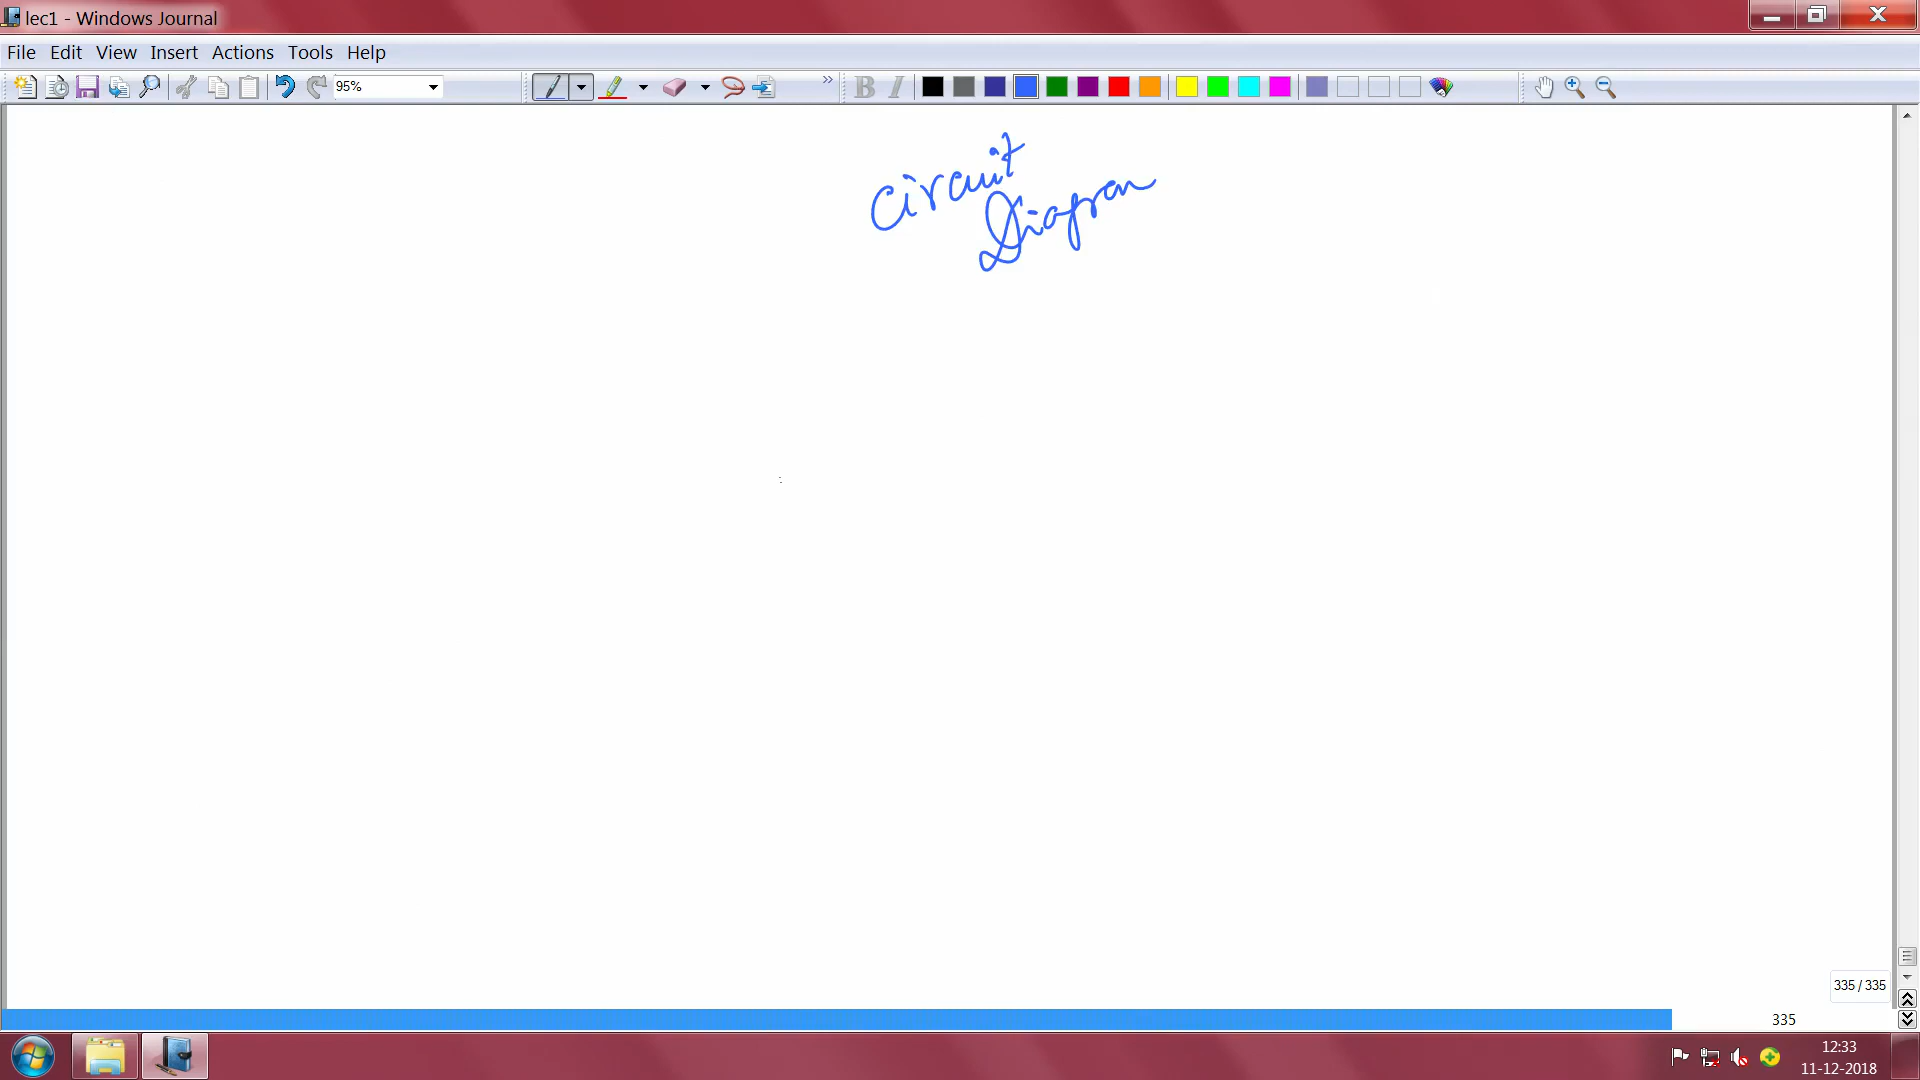 lec1 - Windows Journal
File Edit View Insert Actions Tools Help
95%
B I
Circuit
Diagram
335 / 335
335
12:33
11-12-2018